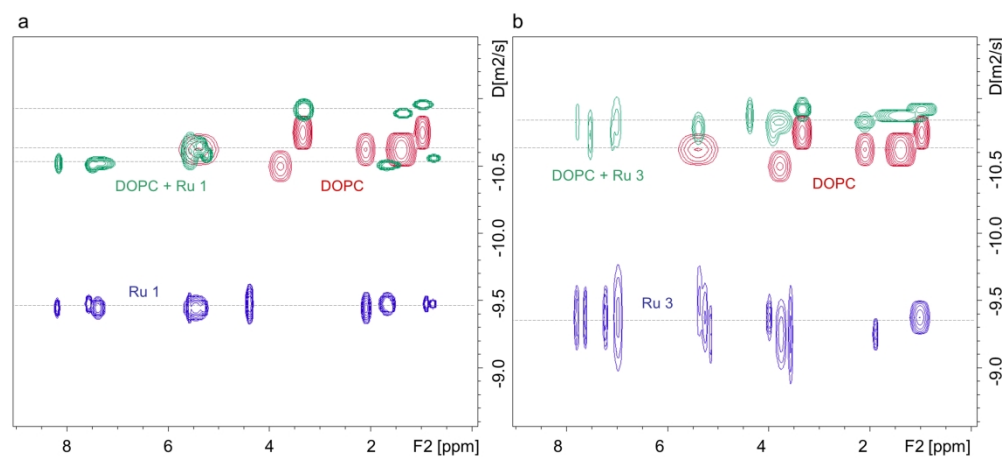 a
b
D[m2/s]
D[m2/s]
DOPC + Ru 1
DOPC
-10.5
DOPC + Ru 3
DOPC
-10.5
-10.0
-10.0
Ru 1
-9.5
Ru 3
-9.5
-9.0
-9.0
8 6 4 2 F2 [ppm]
8 6 4 2 F2 [ppm]